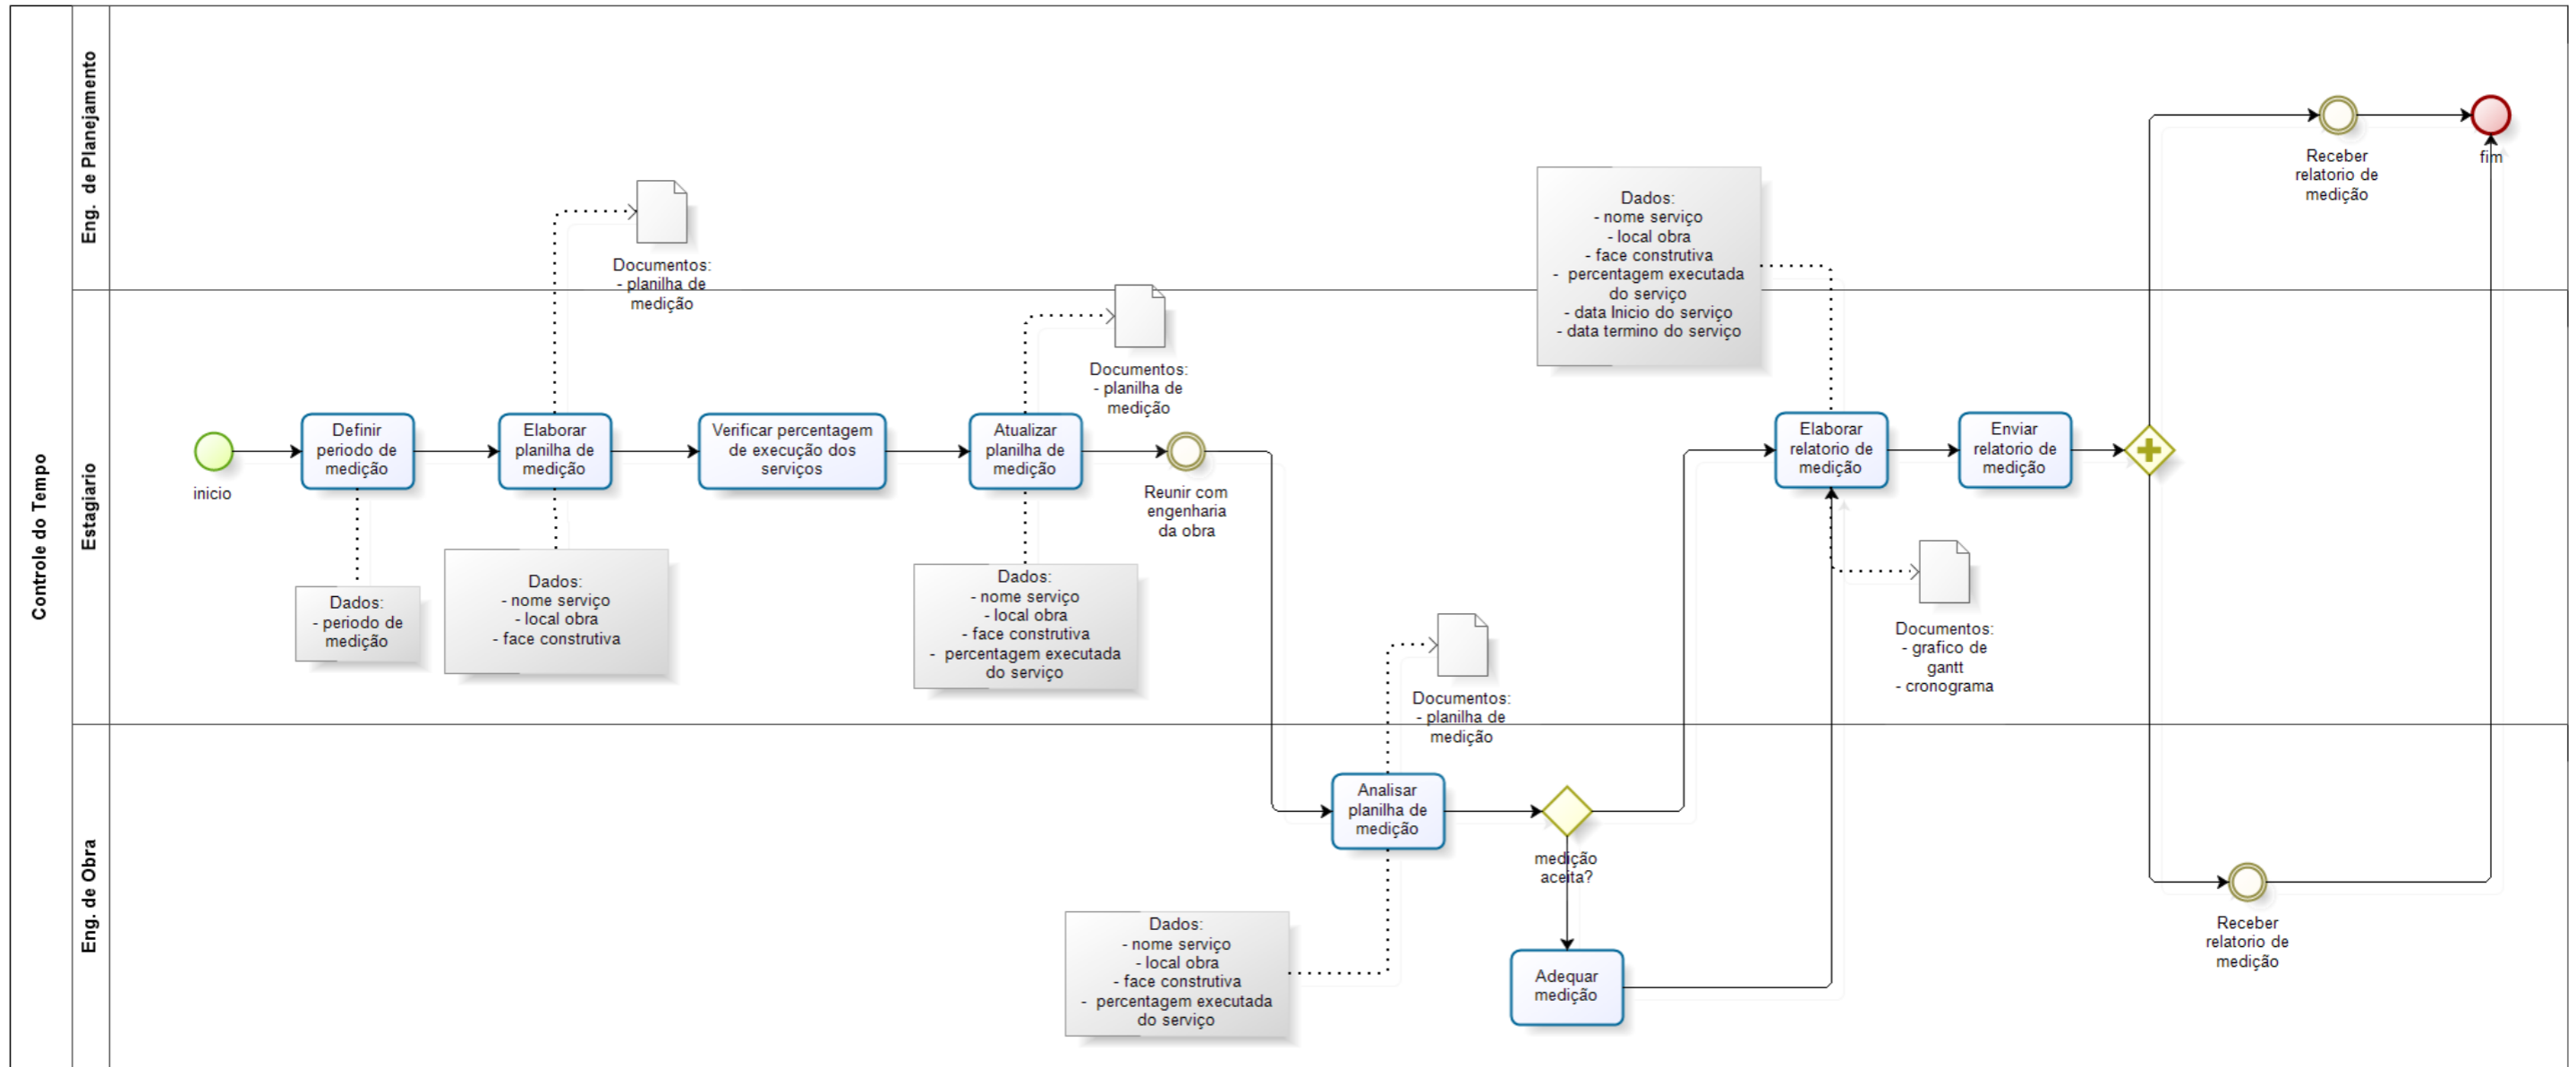 Controle do Tempo
Eng. de Planejamento
Receber
relatorio de
medição
fim
Dados:
- nome serviço
- local obra
- face construtiva
- percentagem executada
do serviço
- data Inicio do serviço
- data termino do serviço
Documentos:
- planilha de
medição
Estagiario
Documentos:
- planilha de
medição
inicio
Definir
periodo de
medição
Elaborar
planilha de
medição
Verificar percentagem
de execução dos
serviços
Atualizar
planilha de
medição
Reunir com
engenharia
da obra
Elaborar
relatorio de
medição
Enviar
relatorio de
medição
Dados:
- periodo de
medição
Dados:
- nome serviço
- local obra
- face construtiva
Dados:
- nome serviço
- local obra
- face construtiva
- percentagem executada
do serviço
Documentos:
- grafico de
gantt
- cronograma
Documentos:
- planilha de
medição
Eng. de Obra
Analisar
planilha de
medição
medição
aceita?
Dados:
- nome serviço
- local obra
- face construtiva
- percentagem executada
do serviço
Adequar
medição
Receber
relatorio de
medição